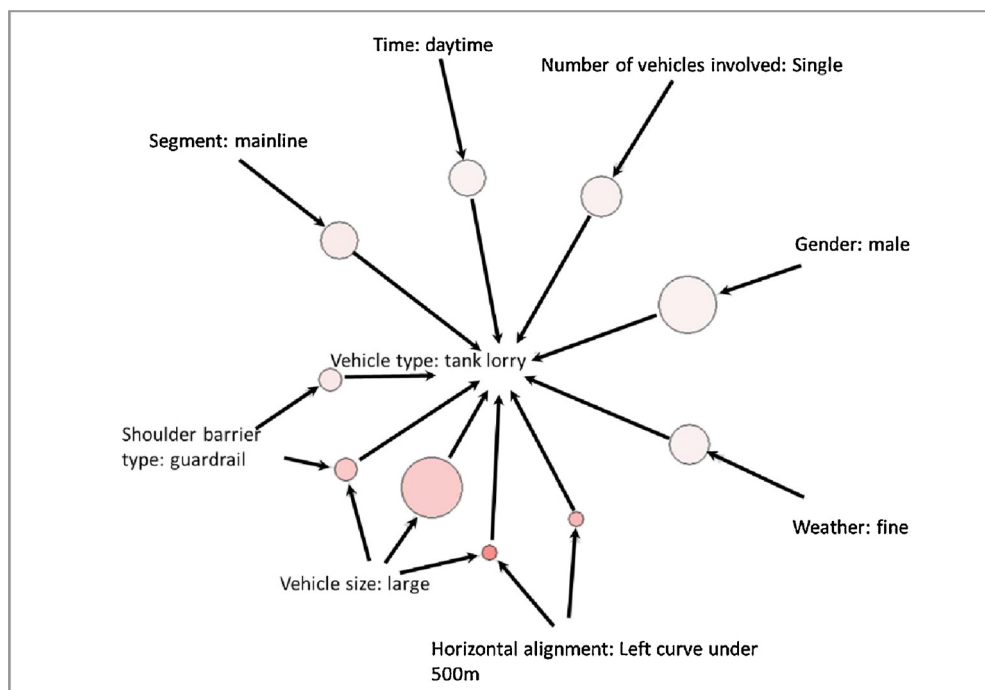 Time: daytime
Number of vehicles involved: Single
Segment: mainline
Gender: male
Vehicle type: tank lorry
Shoulder barrier
type: guardrail
Weather: fine
Vehicle size: large
Horizontal alignment: Left curve under
500m